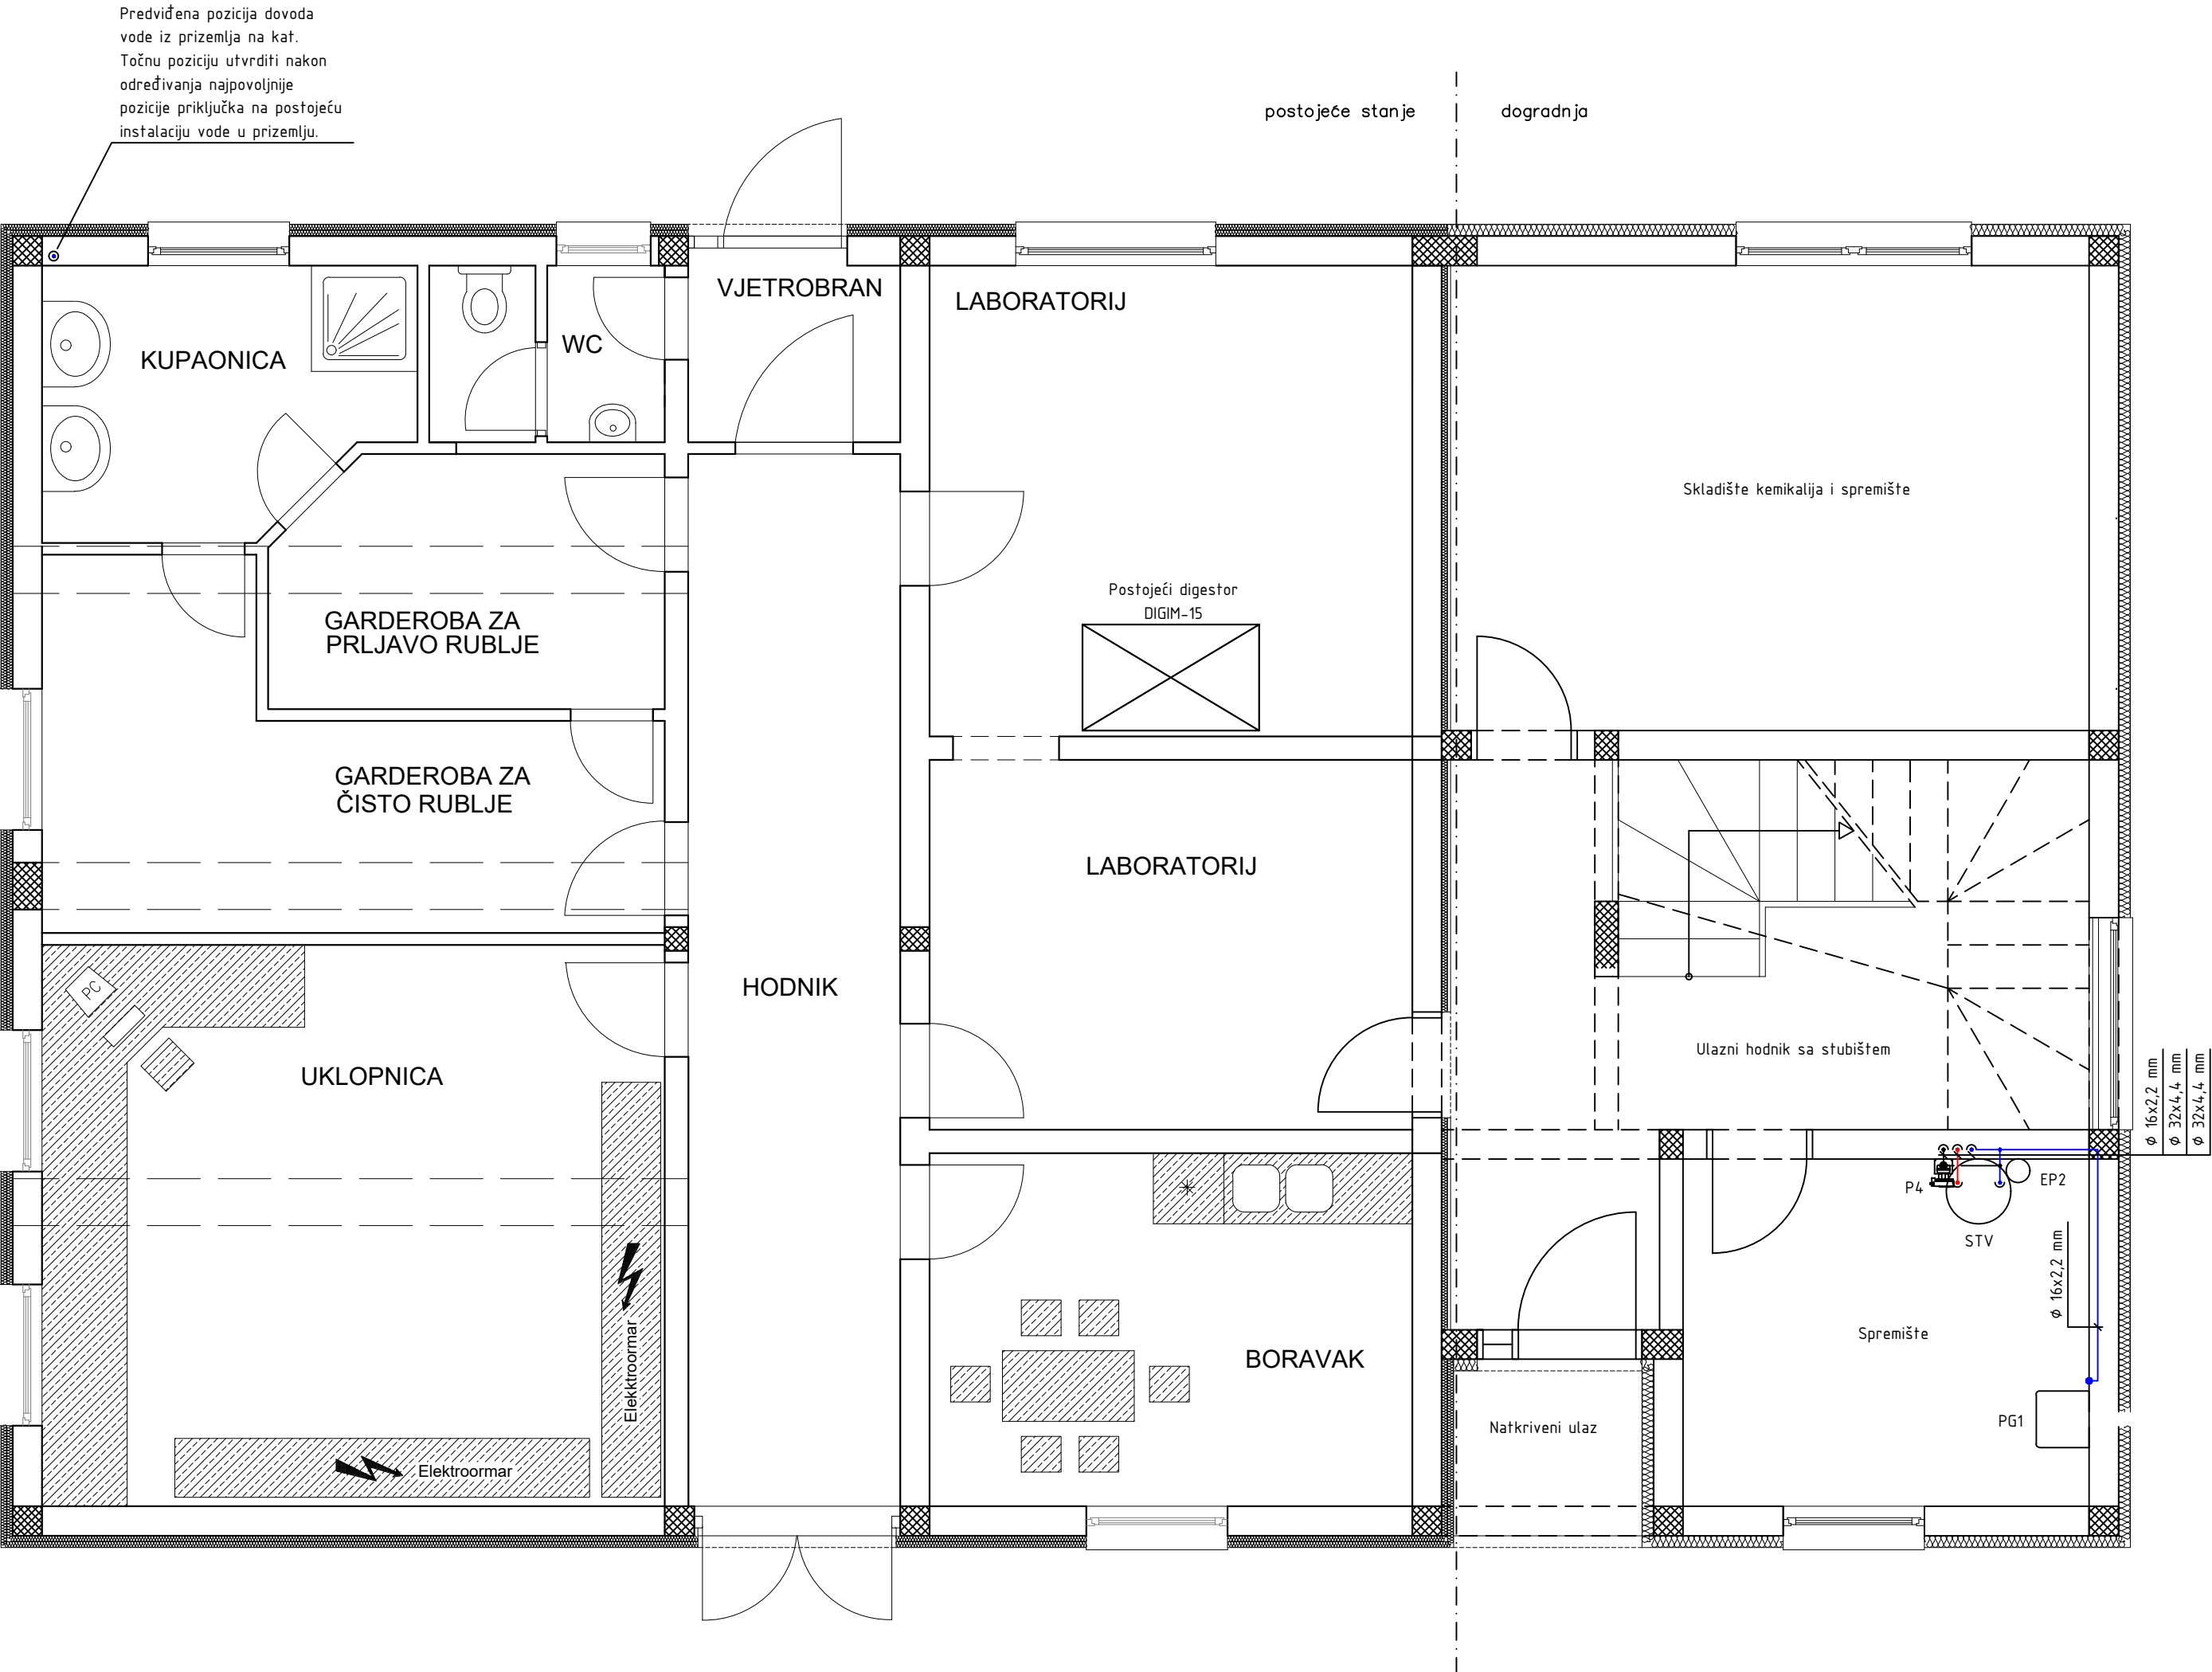 Predviđena pozicija dovoda
vode iz prizemlja na kat.
Točnu poziciju utvrditi nakon
određivanja najpovoljnije
pozicije priključka na postojeću
instalaciju vode u prizemlju.
postojeće stanje
dogradnja
KUPAONICA
WC
VJETROBRAN
LABORATORIJ
Skladište kemikalija i spremište
Postojeći digestor
DIGIM-15
GARDEROBA ZA
PRLJAVO RUBLJE
GARDEROBA ZA
ČISTO RUBLJE
LABORATORIJ
HODNIK
PC
UKLOPNICA
Ulazni hodnik sa stubištem
ϕ 16x2,2 mm
ϕ 32x4,4 mm
ϕ 32x4,4 mm
P4
EP2
STV
ϕ 16x2,2 mm
Elekktroormar
BORAVAK
Spremište
Natkriveni ulaz
PG1
Elektroormar